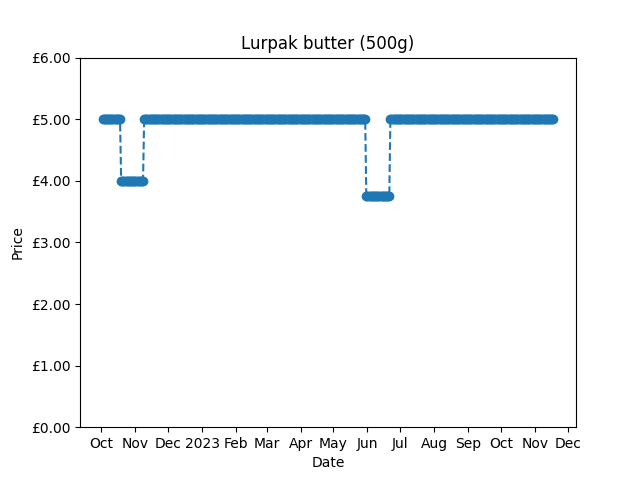 Lurpak butter (500g)
£6.00
£5.00
£4.00
£3.00
£2.00
£1.00
£0.00
Price
Oct Nov Dec 2023 Feb Mar Apr May Jun Jul Aug Sep Oct Nov Dec
Date